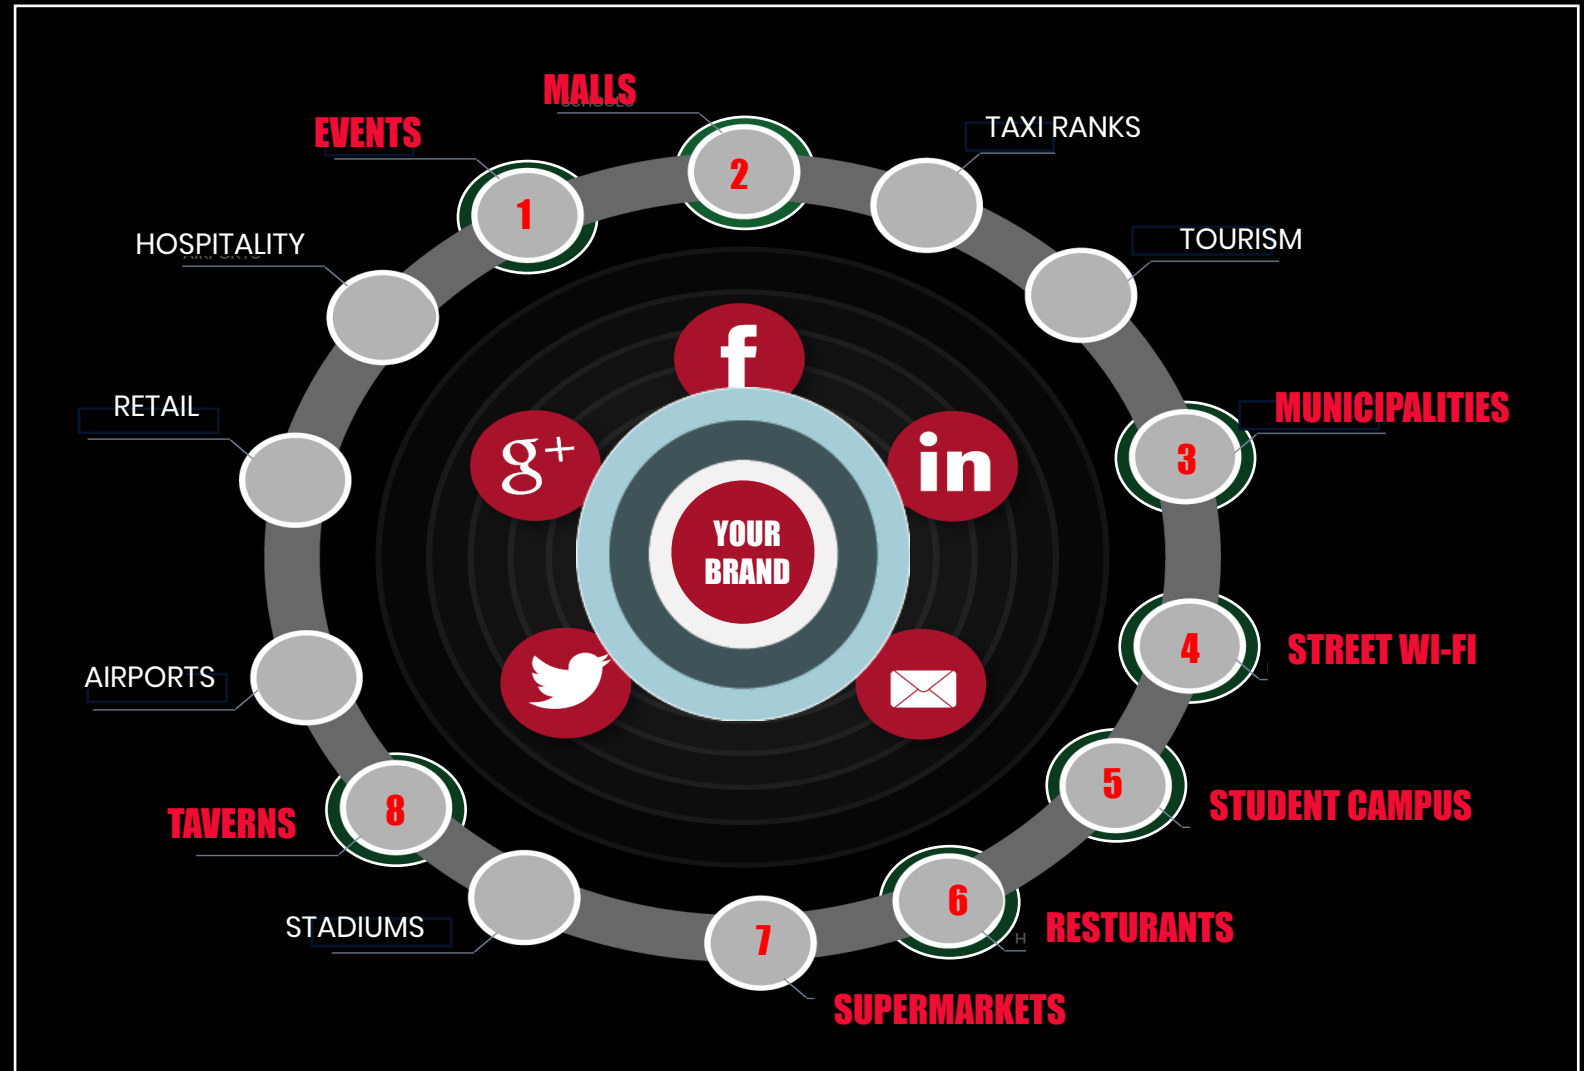 MALLS
EVENTS
TAXI RANKS
2
1
HOSPITALITY
TOURISM
f
RETAIL
MUNICIPALITIES
g+
in
3
YOUR
BRAND
AIRPORTS
4
STREET WI-FI
TAVERNS
8
5
STUDENT CAMPUS
STADIUMS
6
H
RESTURANTS
7
SUPERMARKETS